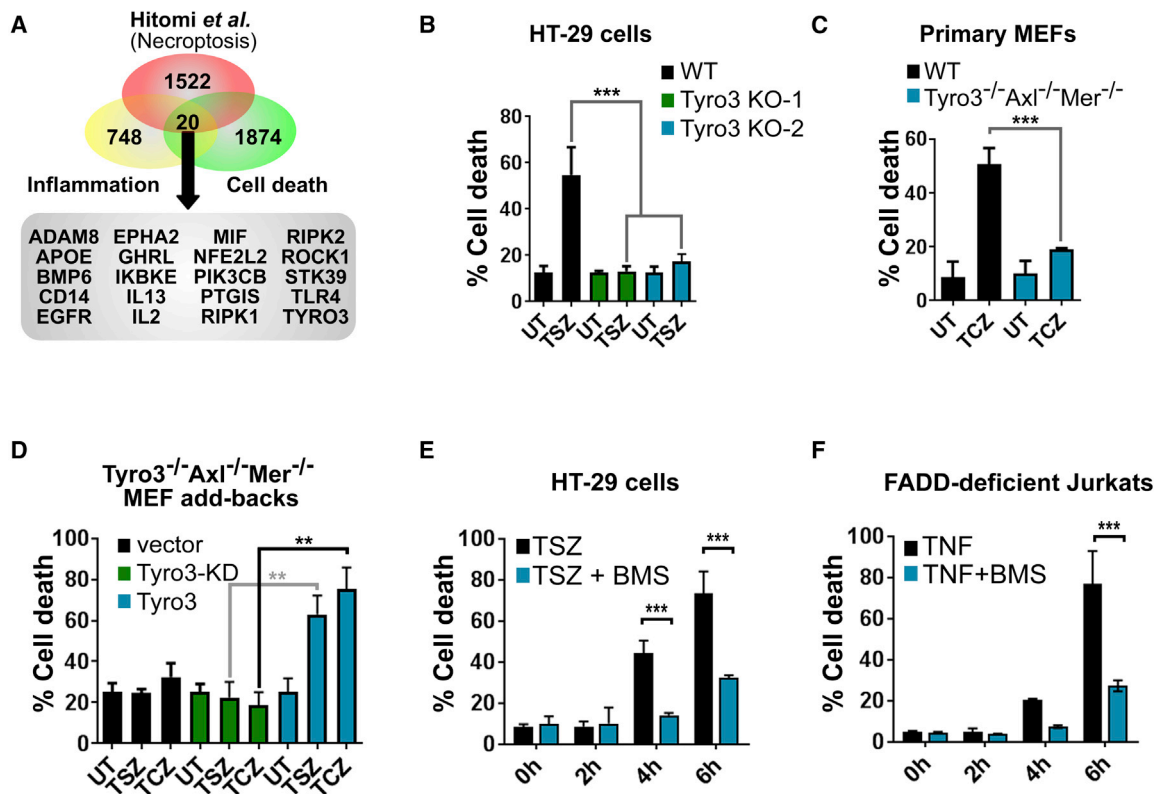 A
Hitomi et al.
(Necroptosis)
1522
20
748
1874
Inflammation
Cell death
ADAM8 EPHA2 MIF RIPK2
APOE GHRL NFE2L2 ROCK1
BMP6 IKBKE PIK3CB STK39
CD14 IL13 PTGIS TLR4
EGFR IL2 RIPK1 TYRO3
B
HT-29 cells
WT
Tyro3 KO-1
Tyro3 KO-2
***
% Cell death
80
60
40
20
0
UT TSZ UT TSZ UT TSZ
C
Primary MEFs
WT
Tyro3-/-Axl-/-Mer-/-
***
% Cell death
60
40
20
0
UT TCZ UT TCZ
D
Tyro3-/-Axl-/-Mer-/-
MEF add-backs
vector
Tyro3-KD
Tyro3
**
**
% Cell death
100
80
60
40
20
0
UT TSZ TCZ UT TSZ TCZ UT TSZ TCZ
E
HT-29 cells
TSZ
TSZ + BMS
***
***
% Cell death
100
80
60
40
20
0
0h 2h 4h 6h
F
FADD-deficient Jurkats
TNF
TNF+BMS
***
% Cell death
100
80
60
40
20
0
0h 2h 4h 6h